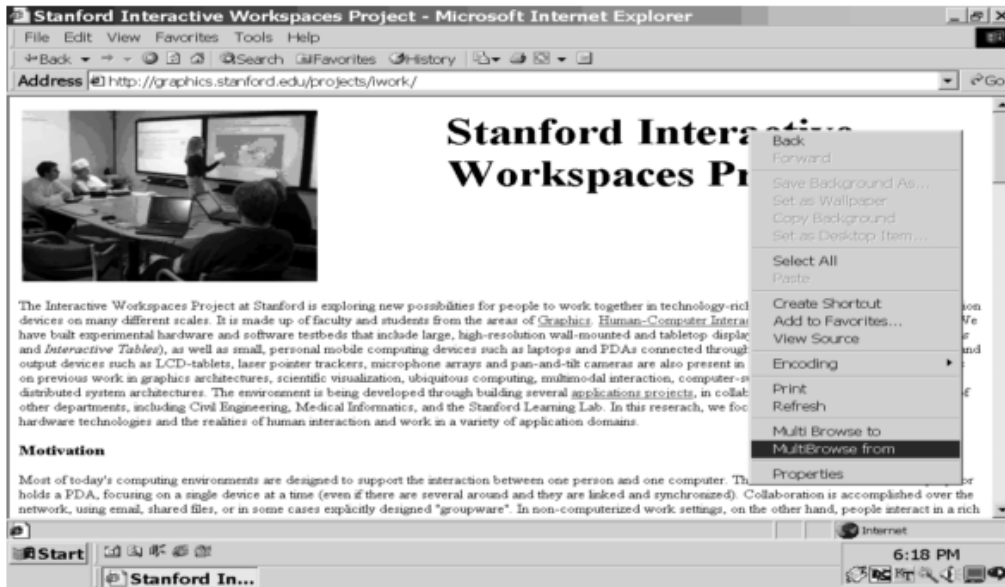 Stanford Interactive Workspaces Project - Microsoft Internet Explorer
File Edit View Favorites Tools Help
Back Search Favorites History
Address http://graphics.stanford.edu/projects/iwork/ Go
Stanford Interactive
Workspaces Pr
Back
Forward
Save Background As...
Set as Wallpaper
Copy Background
Set as Desktop Item...
Select All
Paste
Create Shortcut
Add to Favorites...
View Source
Encoding
Print
Refresh
Multi Browse to
MultiBrowse from
Properties
The Interactive Workspaces Project at Stanford is exploring new possibilities for people to work together in technology-ric
devices on many different scales. It is made up of faculty and students from the areas of Graphics, Human-Computer Interac We
have built experimental hardware and software testbeds that include large, high-resolution wall-mounted and tabletop displa
and Interactive Tables), as well as small, personal mobile computing devices such as laptops and PDAs connected through and
output devices such as LCD-tablets, laser pointer trackers, microphone arrays and pan-and-tilt cameras are also present in
on previous work in graphics architectures, scientific visualization, ubiquitous computing, multimodal interaction, computer-s
distributed system architectures. The environment is being developed through building several applications projects, in collab of
other departments, including Civil Engineering, Medical Informatics, and the Stanford Learning Lab. In this reserach, we foc
hardware technologies and the realities of human interaction and work in a variety of application domains.
Motivation
Most of today's computing environments are designed to support the interaction between one person and one computer. Th or
holds a PDA, focusing on a single device at a time (even if there are several around and they are linked and synchronized). Collaboration is accomplished over the
network, using email, shared files, or in some cases explicitly designed "groupware". In non-computerized work settings, on the other hand, people interact in a rich
Internet
Start
6:18 PM
Stanford In...